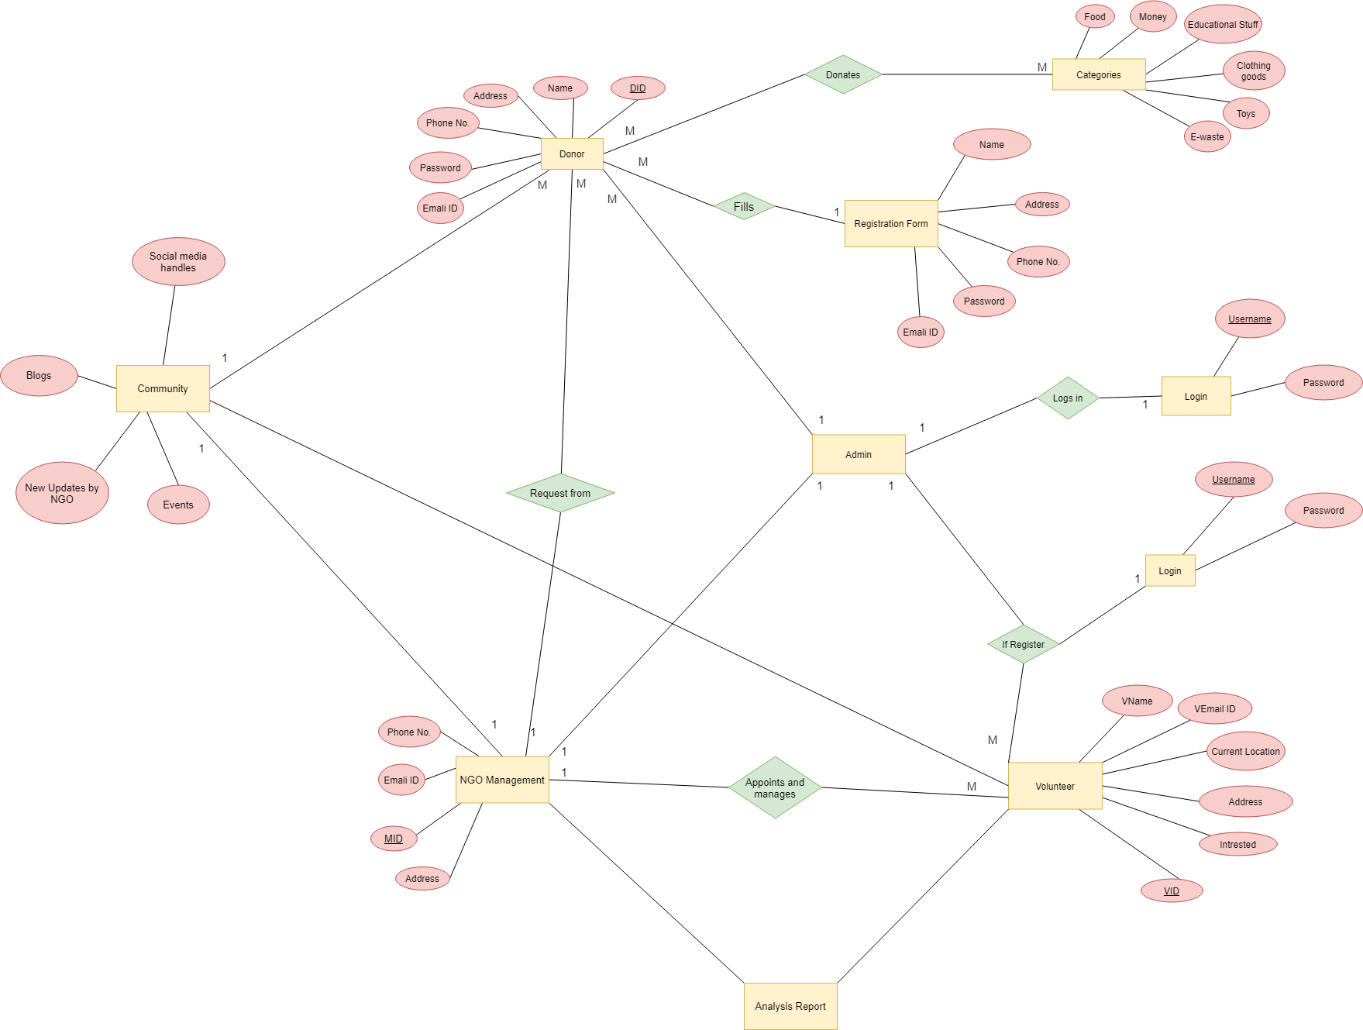 Food
Money
Educational Stuff
Clothing
goods
Toys
E-waste
M
Categories
Donates
Address
Name
DID
Phone No.
Password
Emali ID
Donor
M
M
M
M
M
Fills
1
Registration Form
Name
Address
Phone No.
Password
Emali ID
Social media
handles
Blogs
Community
1
1
New Updates by
NGO
Events
Username
Password
Login
1
Logs in
1
1
Admin
1
1
Request from
Username
Password
Login
1
If Register
M
1
1
1
1
Phone No.
Emali ID
MID
Address
NGO Management
Appoints and
manages
M
Volunteer
VName
VEmail ID
Current Location
Address
Intrested
VID
Analysis Report